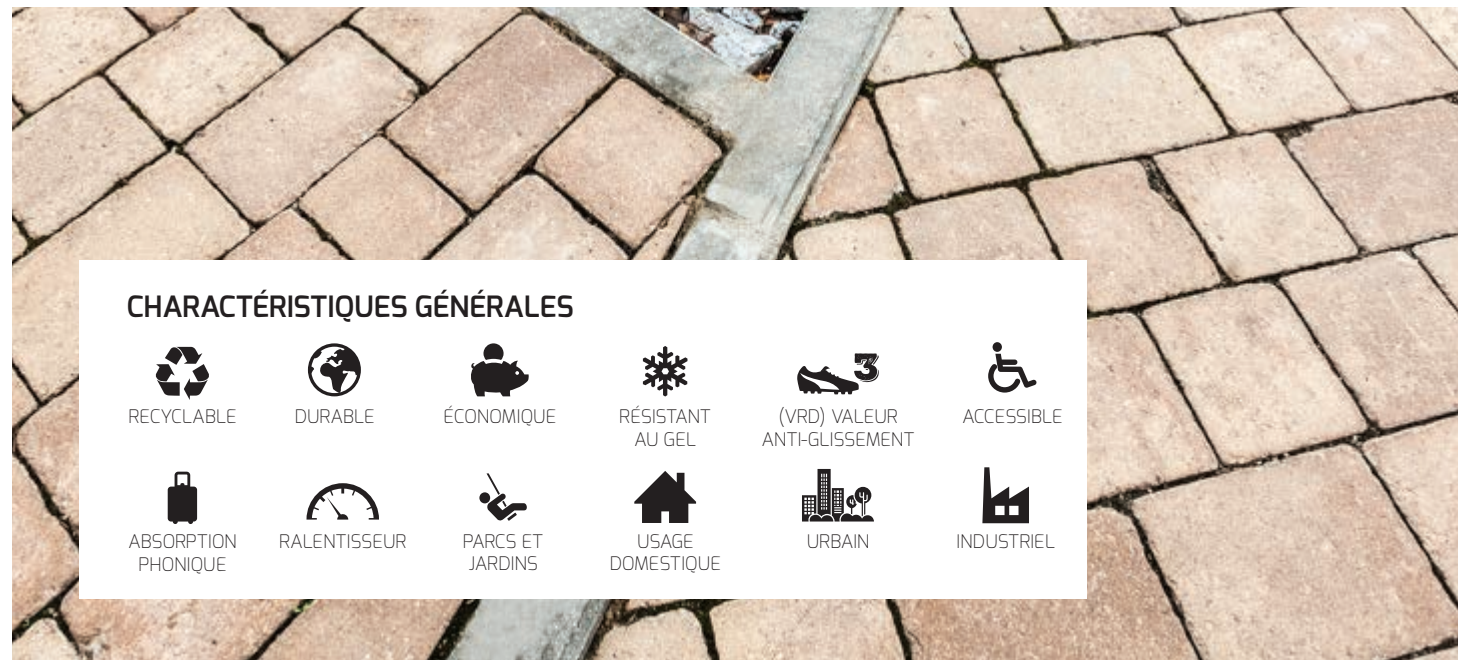 CHARACTÉRISTIQUES GÉNÉRALES
3
RECYCLABLE
DURABLE
ÉCONOMIQUE
RÉSISTANT
AU GEL
(VRD) VALEUR
ANTI-GLISSEMENT
ACCESSIBLE
ABSORPTION
PHONIQUE
RALENTISSEUR
PARCS ET
JARDINS
USAGE
DOMESTIQUE
URBAIN
INDUSTRIEL